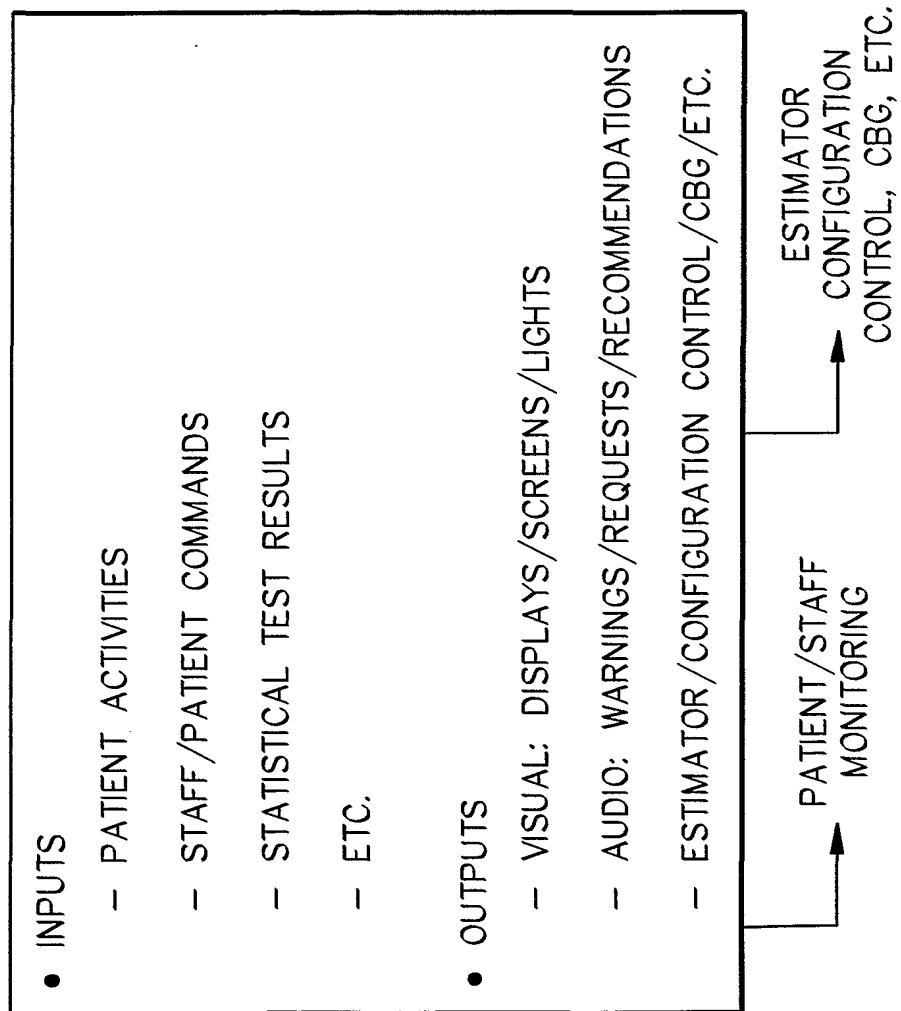 • INPUTS
– PATIENT ACTIVITIES
– STAFF/PATIENT COMMANDS
– STATISTICAL TEST RESULTS
– ETC.
• OUTPUTS
– VISUAL: DISPLAYS/SCREENS/LIGHTS
– AUDIO: WARNINGS/REQUESTS/RECOMMENDATIONS
– ESTIMATOR/CONFIGURATION CONTROL/CBG/ETC.
PATIENT/STAFF
MONITORING
ESTIMATOR
CONFIGURATION
CONTROL, CBG, ETC.